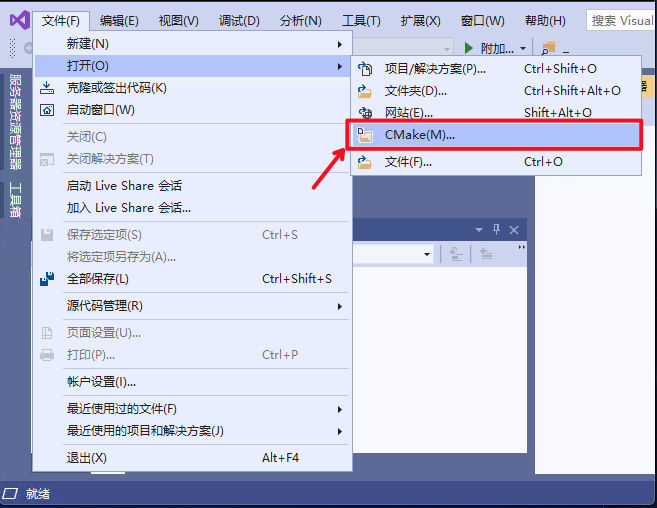 文件(F) 编辑(E) 视图(V) 调试(D) 分析(N) 工具(T) 扩展(X) 窗口(W) 帮助(H) 搜索 Visual
附加...
新建(N)
打开(O)
克隆或签出代码(K)
启动窗口(W)
关闭(C)
关闭解决方案(T)
启动 Live Share 会话
加入 Live Share 会话...
保存选定项(S) Ctrl+S
将选定项另存为(A)...
全部保存(L) Ctrl+Shift+S
源代码管理(R)
页面设置(U)...
打印(P)... Ctrl+P
帐户设置(I)...
最近使用过的文件(F)
最近使用的项目和解决方案(J)
退出(X) Alt+F4
项目/解决方案(P)... Ctrl+Shift+O
文件夹(D)... Ctrl+Shift+Alt+O
网站(E)... Shift+Alt+O
CMake(M)...
文件(F)... Ctrl+O
服务器资源管理器
工具箱
就绪